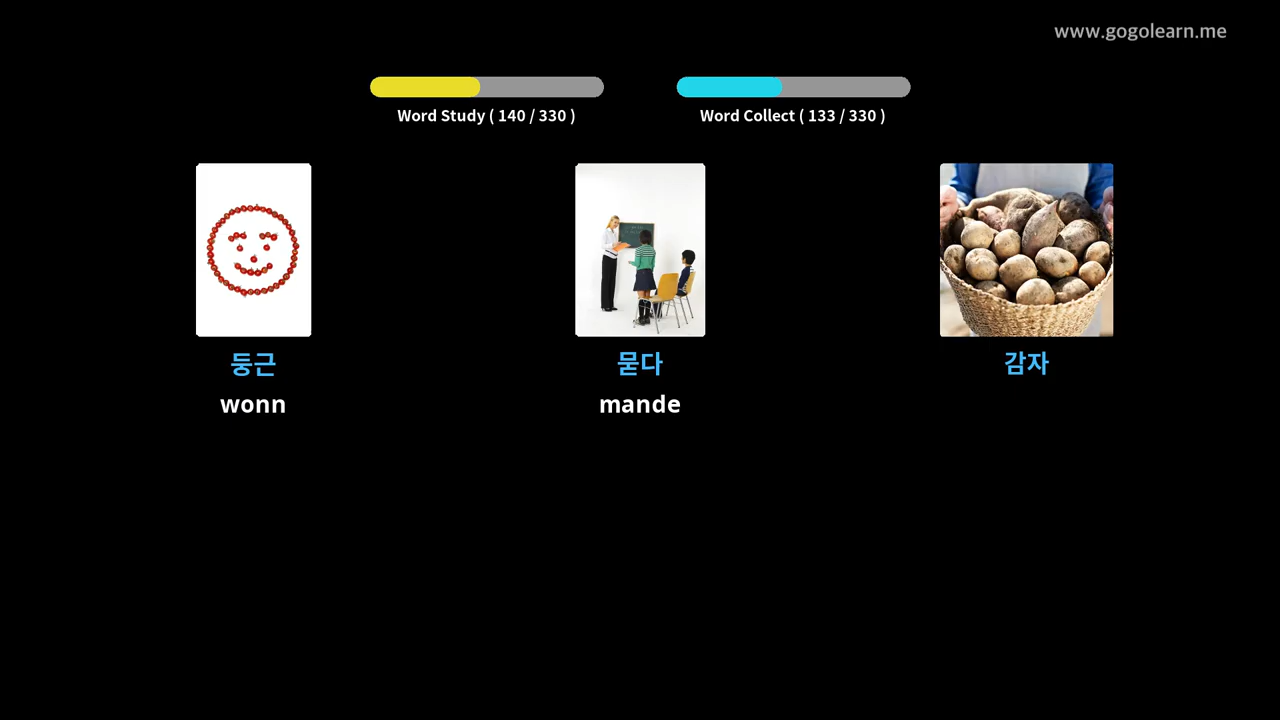 www.gogolearn.me
Word Study ( 140 / 330 )
Word Collect ( 133 / 330 )
둥근
묻다
감자
wonn
mande